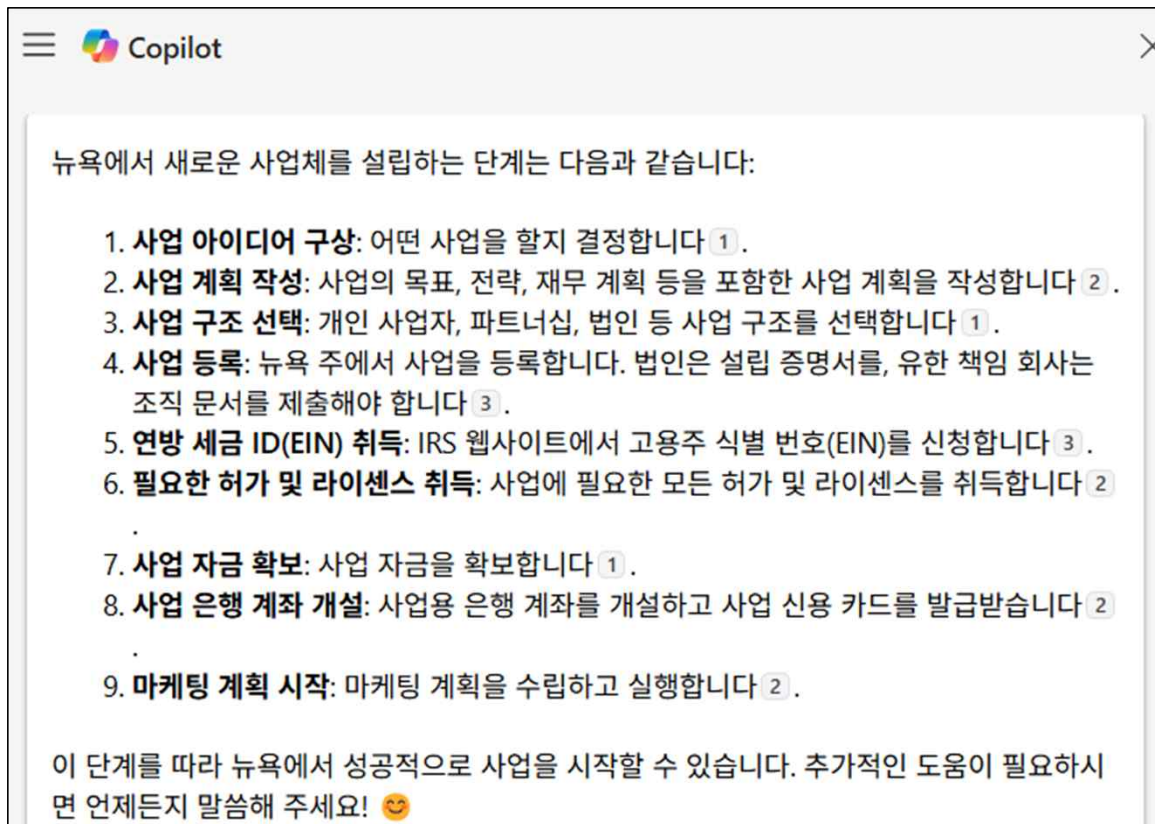 Copilot
뉴욕에서 새로운 사업체를 설립하는 단계는 다음과 같습니다:
1. 사업 아이디어 구상: 어떤 사업을 할지 결정합니다 1 .
2. 사업 계획 작성: 사업의 목표, 전략, 재무 계획 등을 포함한 사업 계획을 작성합니다 2 .
3. 사업 구조 선택: 개인 사업자, 파트너십, 법인 등 사업 구조를 선택합니다 1 .
4. 사업 등록: 뉴욕 주에서 사업을 등록합니다. 법인은 설립 증명서를, 유한 책임 회사는
조직 문서를 제출해야 합니다 3 .
5. 연방 세금 ID(EIN) 취득: IRS 웹사이트에서 고용주 식별 번호(EIN)를 신청합니다 3 .
6. 필요한 허가 및 라이센스 취득: 사업에 필요한 모든 허가 및 라이센스를 취득합니다 2
.
7. 사업 자금 확보: 사업 자금을 확보합니다 1 .
8. 사업 은행 계좌 개설: 사업용 은행 계좌를 개설하고 사업 신용 카드를 발급받습니다 2
.
9. 마케팅 계획 시작: 마케팅 계획을 수립하고 실행합니다 2 .
이 단계를 따라 뉴욕에서 성공적으로 사업을 시작할 수 있습니다. 추가적인 도움이 필요하시
면 언제든지 말씀해 주세요! 😊